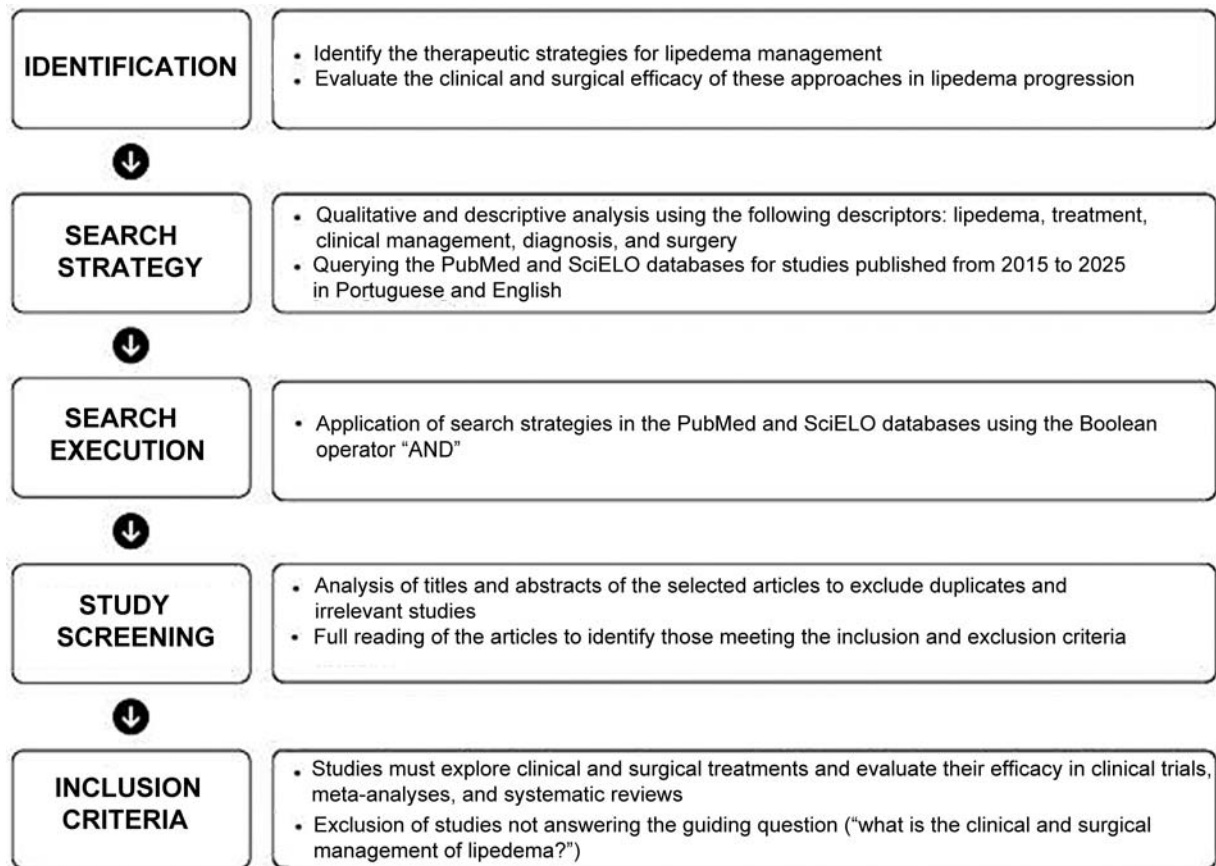 IDENTIFICATION
• Identify the therapeutic strategies for lipedema management
• Evaluate the clinical and surgical efficacy of these approaches in lipedema progression
SEARCH
STRATEGY
• Qualitative and descriptive analysis using the following descriptors: lipedema, treatment,
clinical management, diagnosis, and surgery
• Querying the PubMed and SciELO databases for studies published from 2015 to 2025
in Portuguese and English
SEARCH
EXECUTION
• Application of search strategies in the PubMed and SciELO databases using the Boolean
operator “AND”
STUDY
SCREENING
• Analysis of titles and abstracts of the selected articles to exclude duplicates and
irrelevant studies
• Full reading of the articles to identify those meeting the inclusion and exclusion criteria
INCLUSION
CRITERIA
• Studies must explore clinical and surgical treatments and evaluate their efficacy in clinical trials,
meta-analyses, and systematic reviews
• Exclusion of studies not answering the guiding question (“what is the clinical and surgical
management of lipedema?”)